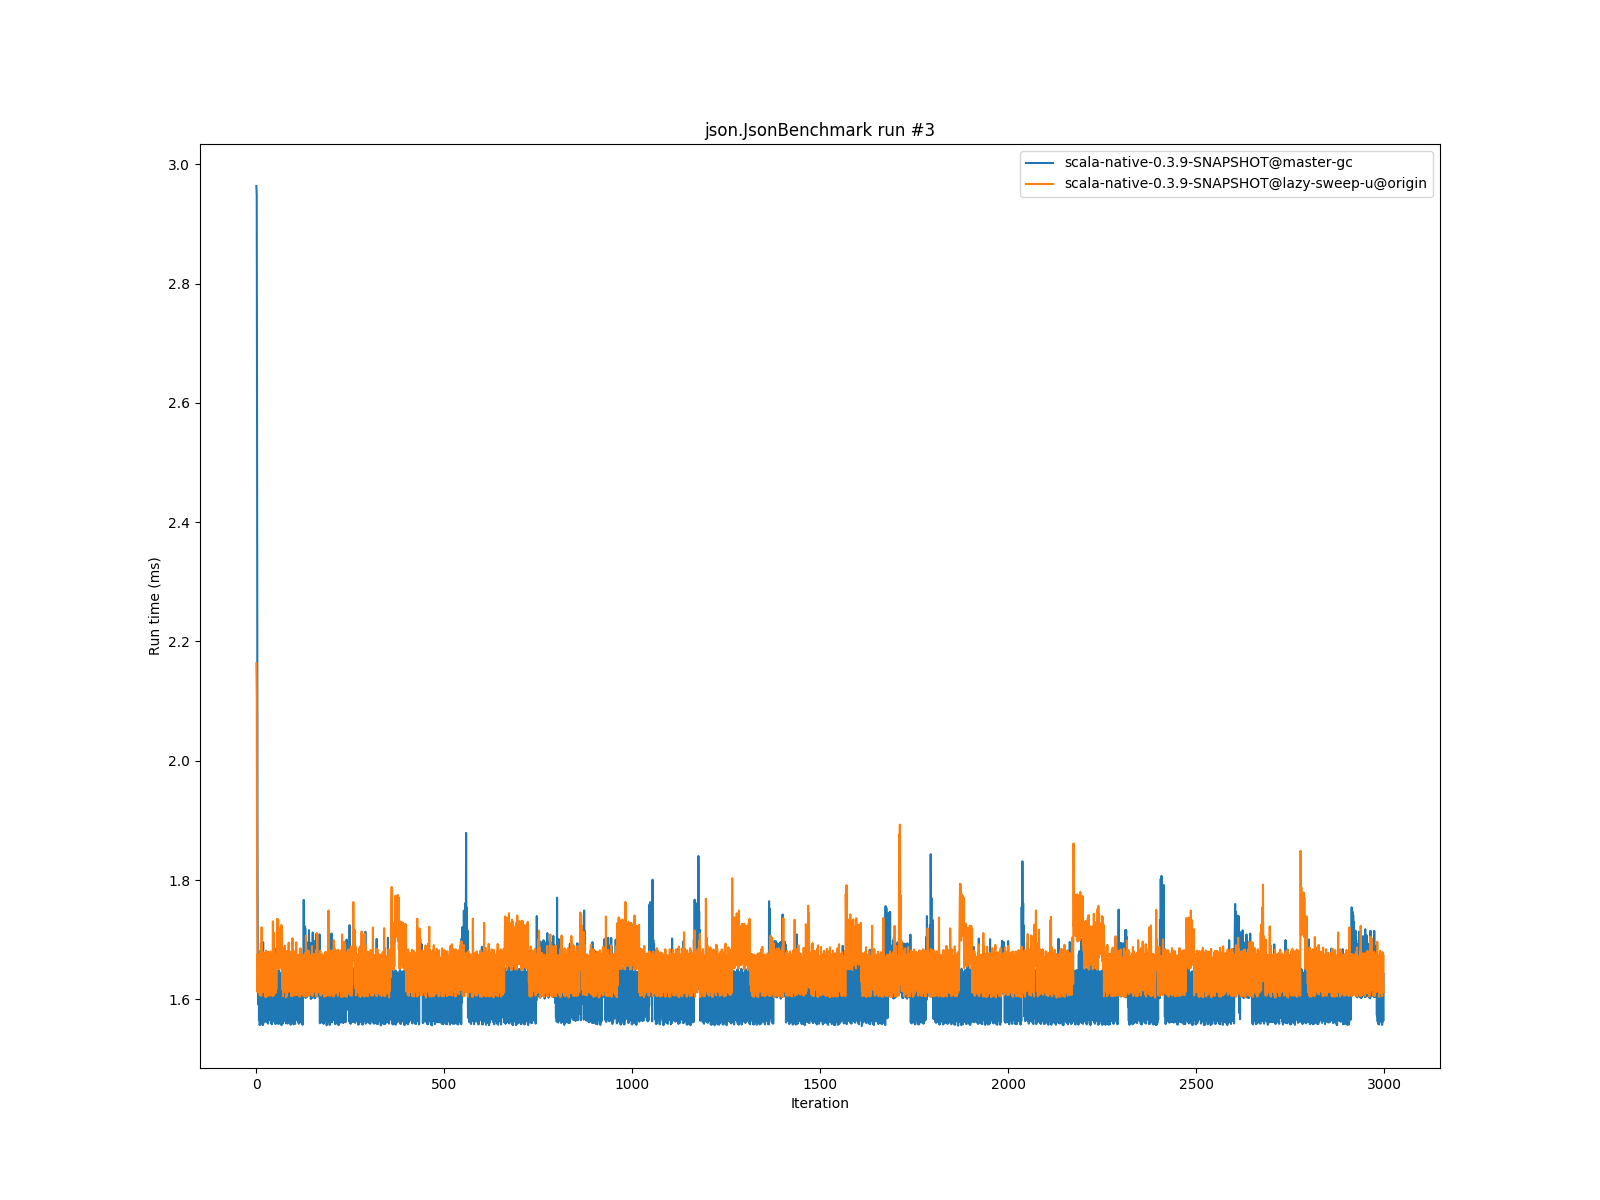 json.JsonBenchmark run #3
scala-native-0.3.9-SNAPSHOT@master-gc
scala-native-0.3.9-SNAPSHOT@lazy-sweep-u@origin
3.0
2.8
2.6
2.4
2.2
2.0
1.8
1.6
Run time (ms)
0 500 1000 1500 2000 2500 3000
Iteration